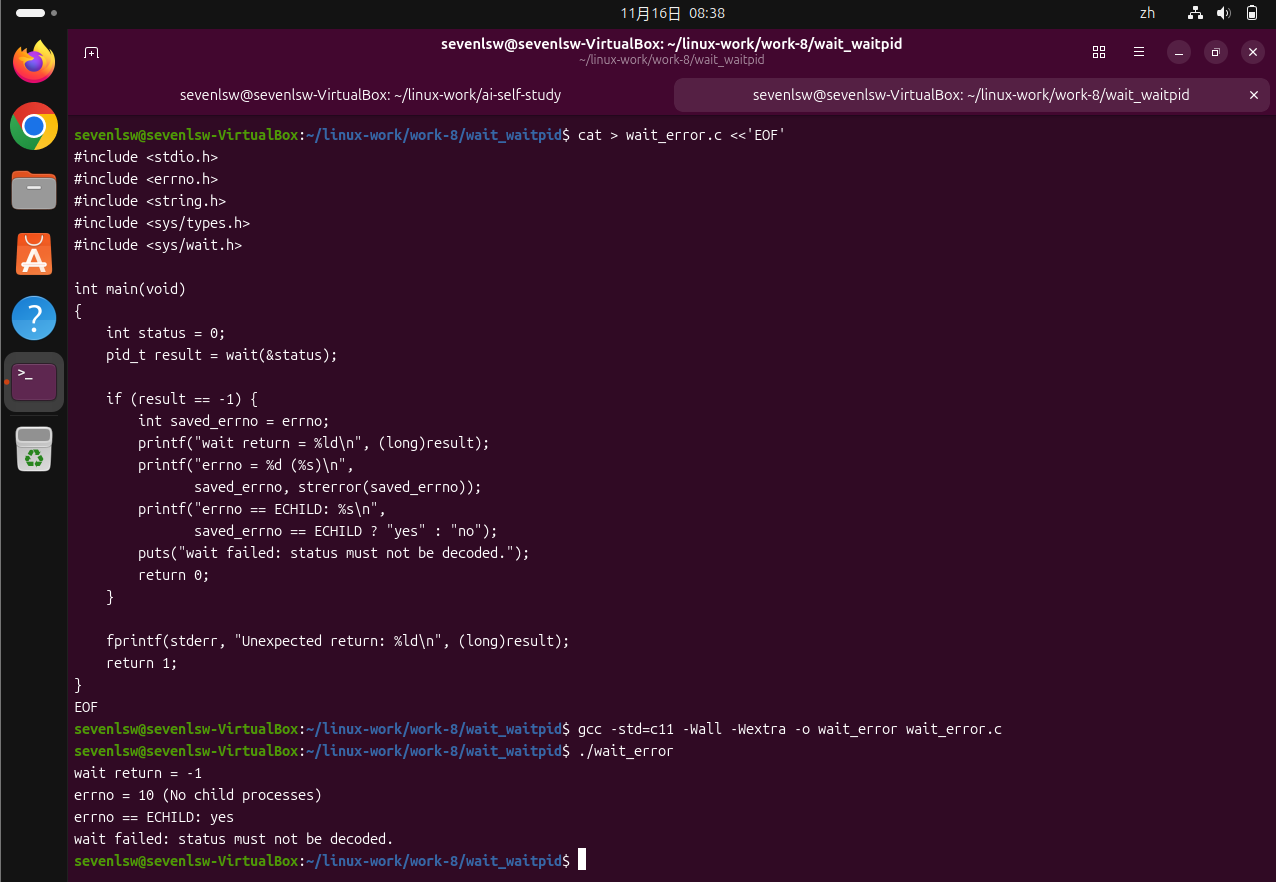 11月16日 08:38
zh
sevenlsw@sevenlsw-VirtualBox: ~/linux-work/work-8/wait_waitpid
~/linux-work/work-8/wait_waitpid
sevenlsw@sevenlsw-VirtualBox: ~/linux-work/ai-self-study
sevenlsw@sevenlsw-VirtualBox: ~/linux-work/work-8/wait_waitpid
sevenlsw@sevenlsw-VirtualBox:~/linux-work/work-8/wait_waitpid$ cat > wait_error.c <<'EOF'
#include <stdio.h>
#include <errno.h>
#include <string.h>
#include <sys/types.h>
#include <sys/wait.h>

int main(void)
{
    int status = 0;
    pid_t result = wait(&status);

    if (result == -1) {
        int saved_errno = errno;
        printf("wait return = %ld\n", (long)result);
        printf("errno = %d (%s)\n",
               saved_errno, strerror(saved_errno));
        printf("errno == ECHILD: %s\n",
               saved_errno == ECHILD ? "yes" : "no");
        puts("wait failed: status must not be decoded.");
        return 0;
    }

    fprintf(stderr, "Unexpected return: %ld\n", (long)result);
    return 1;
}
EOF
sevenlsw@sevenlsw-VirtualBox:~/linux-work/work-8/wait_waitpid$ gcc -std=c11 -Wall -Wextra -o wait_error wait_error.c
sevenlsw@sevenlsw-VirtualBox:~/linux-work/work-8/wait_waitpid$ ./wait_error
wait return = -1
errno = 10 (No child processes)
errno == ECHILD: yes
wait failed: status must not be decoded.
sevenlsw@sevenlsw-VirtualBox:~/linux-work/work-8/wait_waitpid$